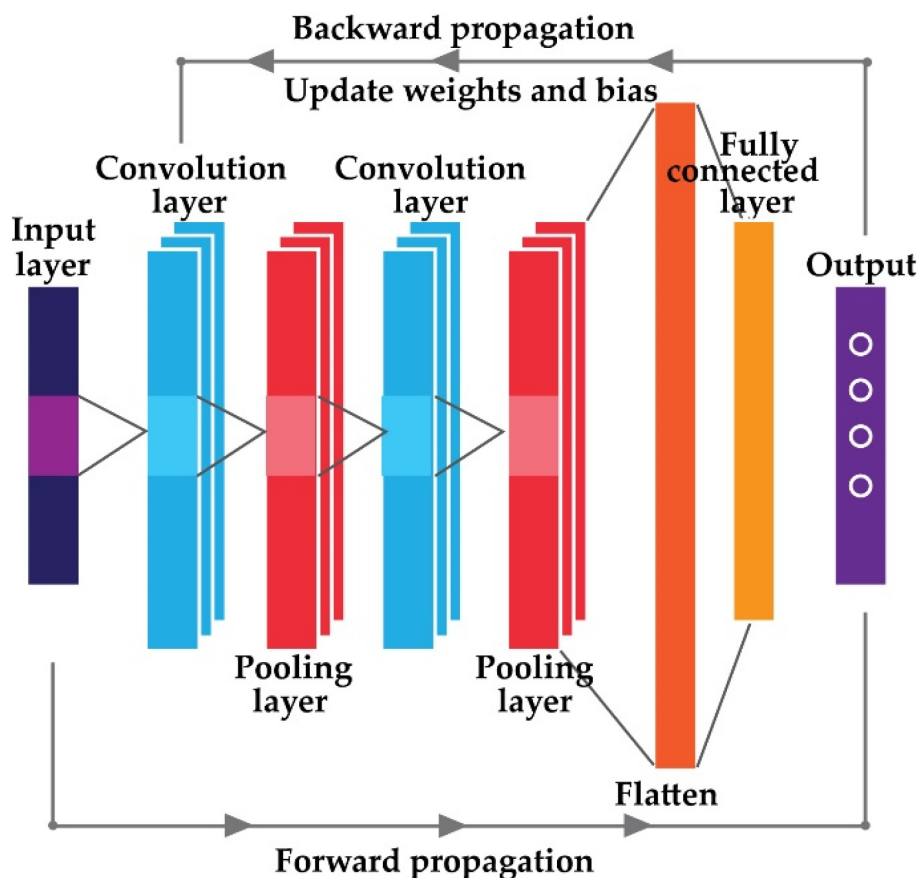 Backward propagation
Update weights and bias
Convolution
layer
Convolution
layer
Fully
connected
layer
Input
layer
Output
Pooling
layer
Pooling
layer
Flatten
Forward propagation